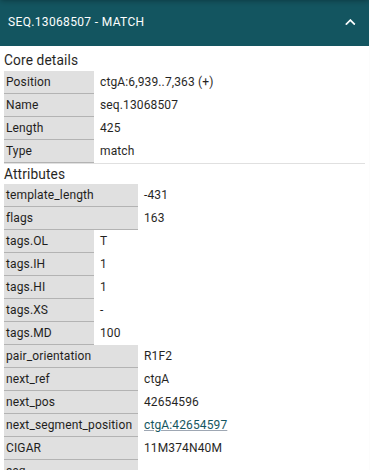 SEQ.13068507 - MATCH
Core details
Position ctgA:6,939..7,363 (+)
Name seq.13068507
Length 425
Type match
Attributes
template_length -431
flags 163
tags.OL T
tags.IH 1
tags.HI 1
tags.XS -
tags.MD 100
pair_orientation R1F2
next_ref ctgA
next_pos 42654596
next_segment_position ctgA:42654597
CIGAR 11M374N40M